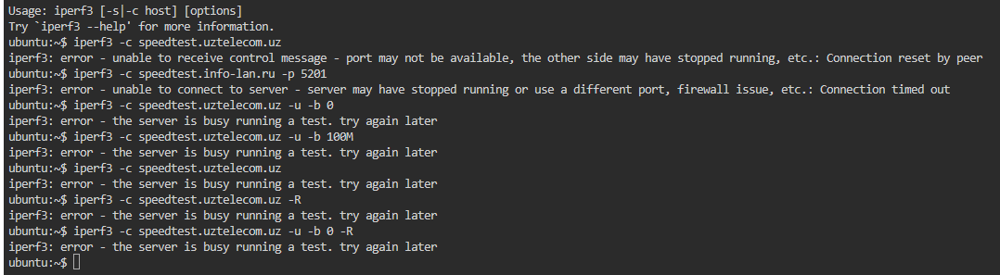 Usage: iperf3 [-s|-c host] [options]
Try `iperf3 --help' for more information.
ubuntu:~$ iperf3 -c speedtest.uztelecom.uz
iperf3: error - unable to receive control message - port may not be available, the other side may have stopped running, etc.: Connection reset by peer
ubuntu:~$ iperf3 -c speedtest.info-lan.ru -p 5201
iperf3: error - unable to connect to server - server may have stopped running or use a different port, firewall issue, etc.: Connection timed out
ubuntu:~$ iperf3 -c speedtest.uztelecom.uz -u -b 0
iperf3: error - the server is busy running a test. try again later
ubuntu:~$ iperf3 -c speedtest.uztelecom.uz -u -b 100M
iperf3: error - the server is busy running a test. try again later
ubuntu:~$ iperf3 -c speedtest.uztelecom.uz
iperf3: error - the server is busy running a test. try again later
ubuntu:~$ iperf3 -c speedtest.uztelecom.uz -R
iperf3: error - the server is busy running a test. try again later
ubuntu:~$ iperf3 -c speedtest.uztelecom.uz -u -b 0 -R
iperf3: error - the server is busy running a test. try again later
ubuntu:~$